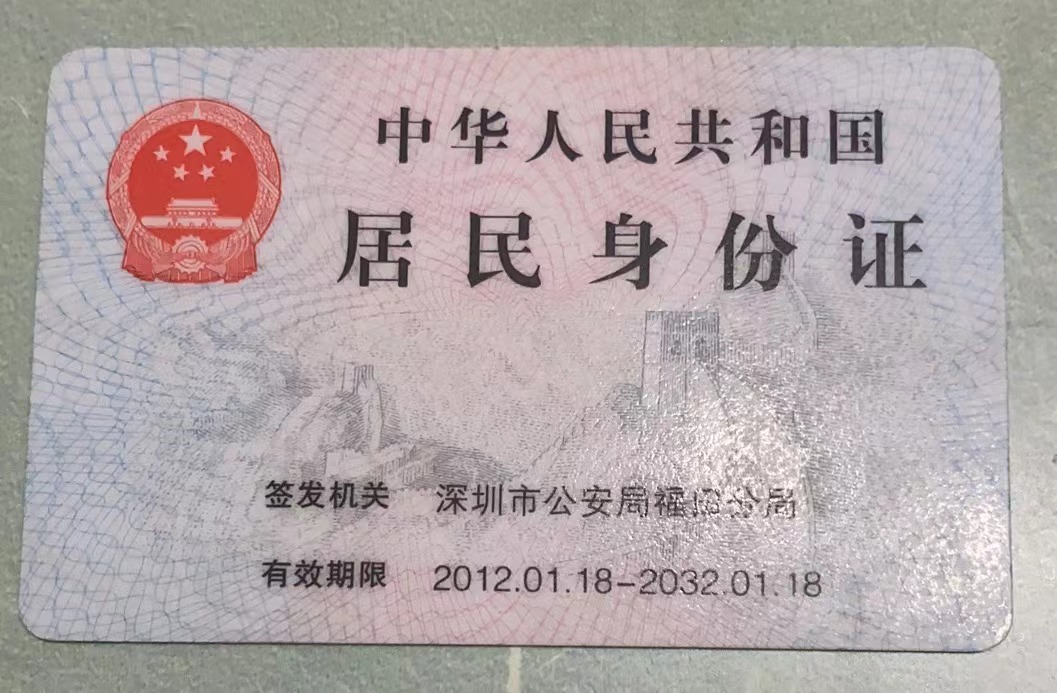 中华人民共和国
居民身份证
签发机关 深圳市公安局福田分局
有效期限 2012.01.18-2032.01.18